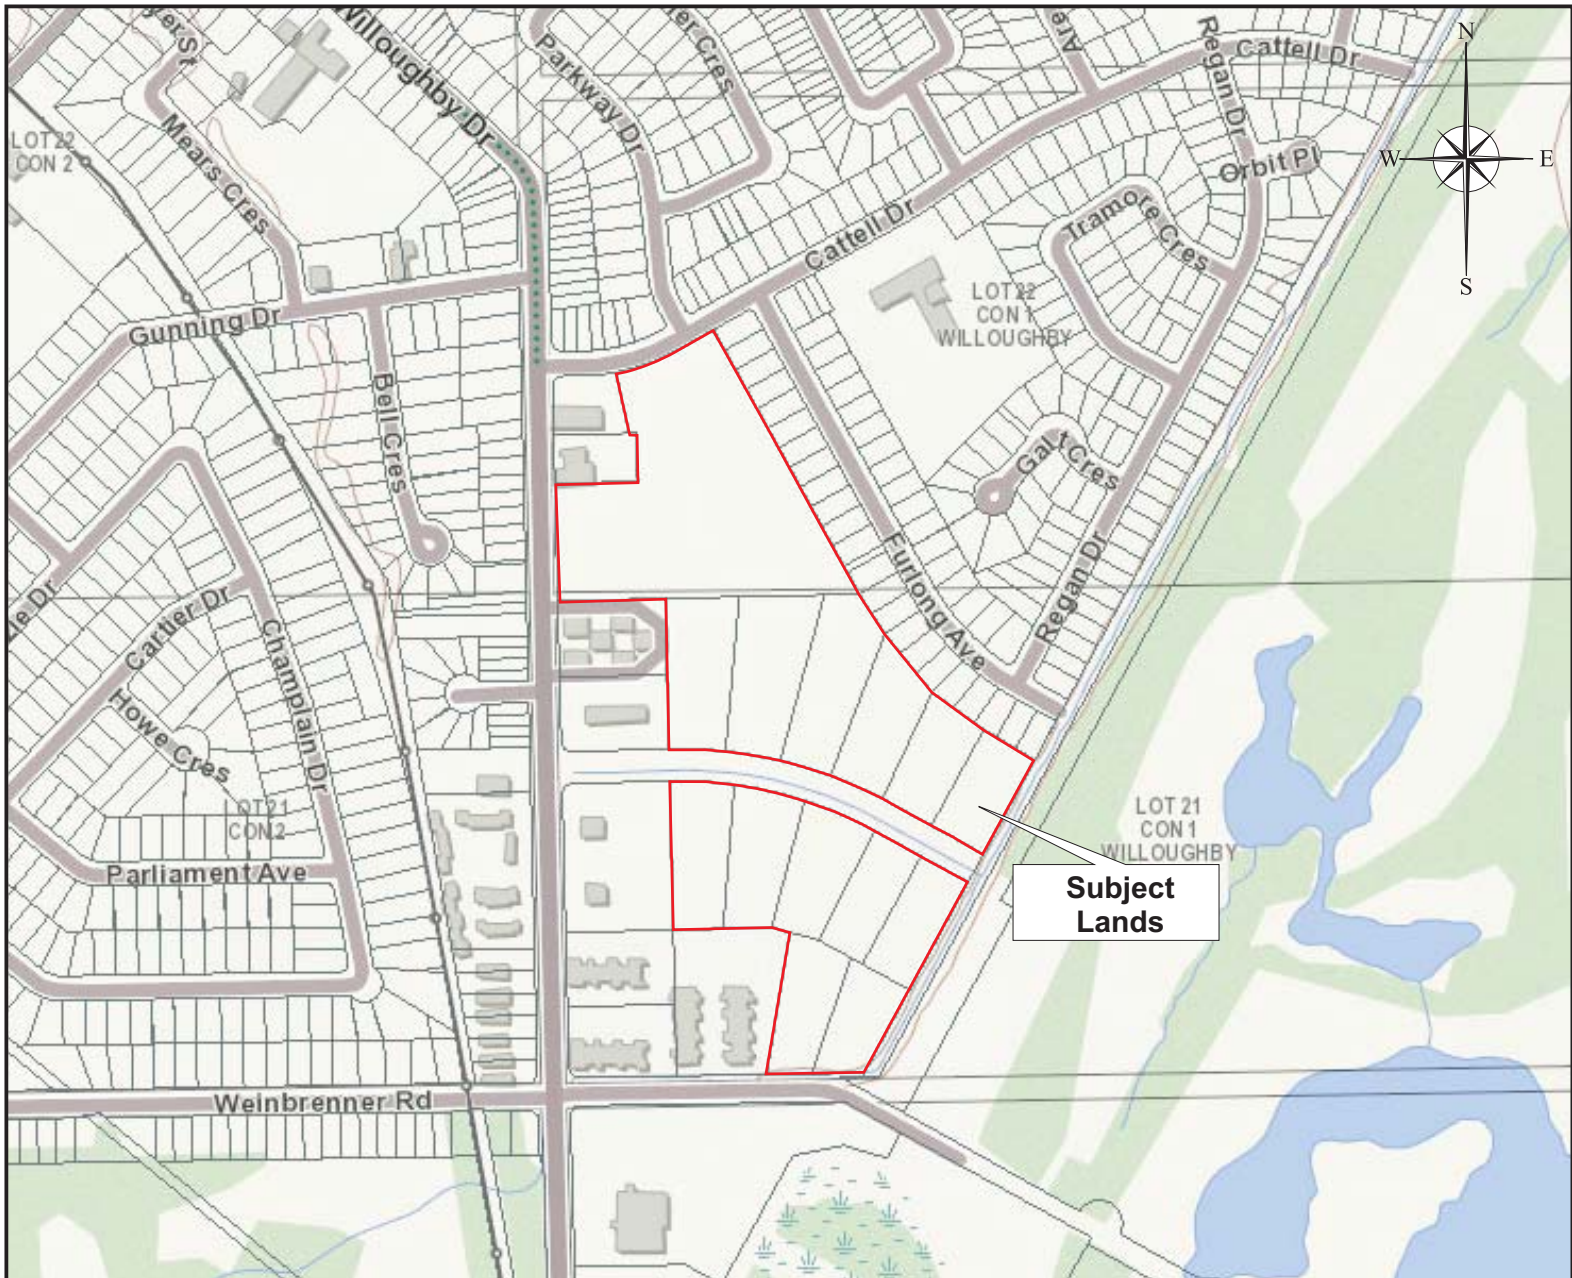 Willoughby Dr
Parkway Dr
Cres
Regan Dr
Cattell Dr
N
W
E
S
LOT 22
CON 2
Mears Cres
Orbit Pl
Tramore Cres
Cattell Dr
LOT 22
CON 1
WILLOUGHBY
Gunning Dr
Bell Cres
Galt Cres
Furlong Ave
Regan Dr
Cartier Dr
Champlain Dr
Howe Cres
LOT 21
CON 2
Parliament Ave
LOT 21
CON 1
WILLOUGHBY
Subject
Lands
Weinbrenner Rd